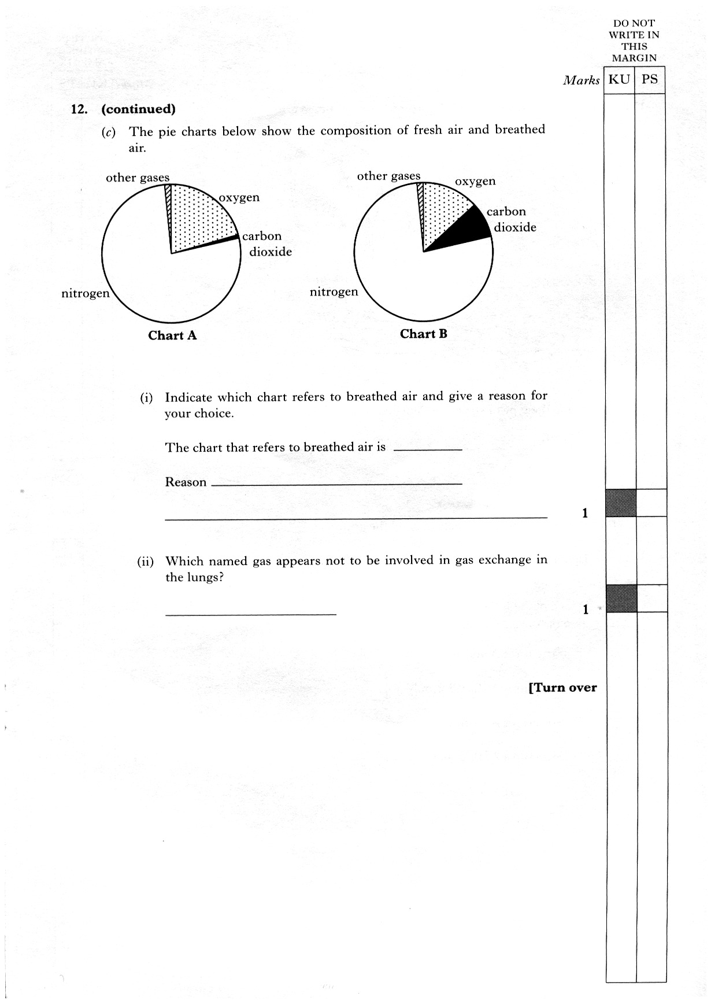 DO NOT
WRITE IN
THIS
MARGIN
Marks KU PS
12. (continued)
(c) The pie charts below show the composition of fresh air and breathed
air.
other gases
oxygen
carbon
dioxide
nitrogen
Chart A
other gases
oxygen
carbon
dioxide
nitrogen
Chart B
(i) Indicate which chart refers to breathed air and give a reason for
your choice.
The chart that refers to breathed air is
Reason
1
(ii) Which named gas appears not to be involved in gas exchange in
the lungs?
1
[Turn over